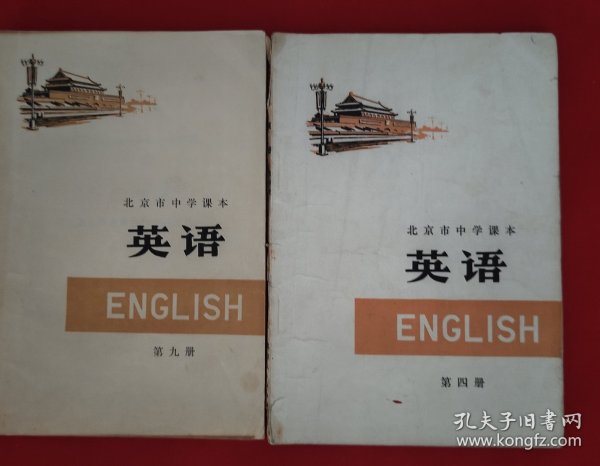 北京市中学课本
英语
ENGLISH
第九册
北京市中学课本
英语
ENGLISH
第四册
孔夫子旧书网
www.kongfz.com